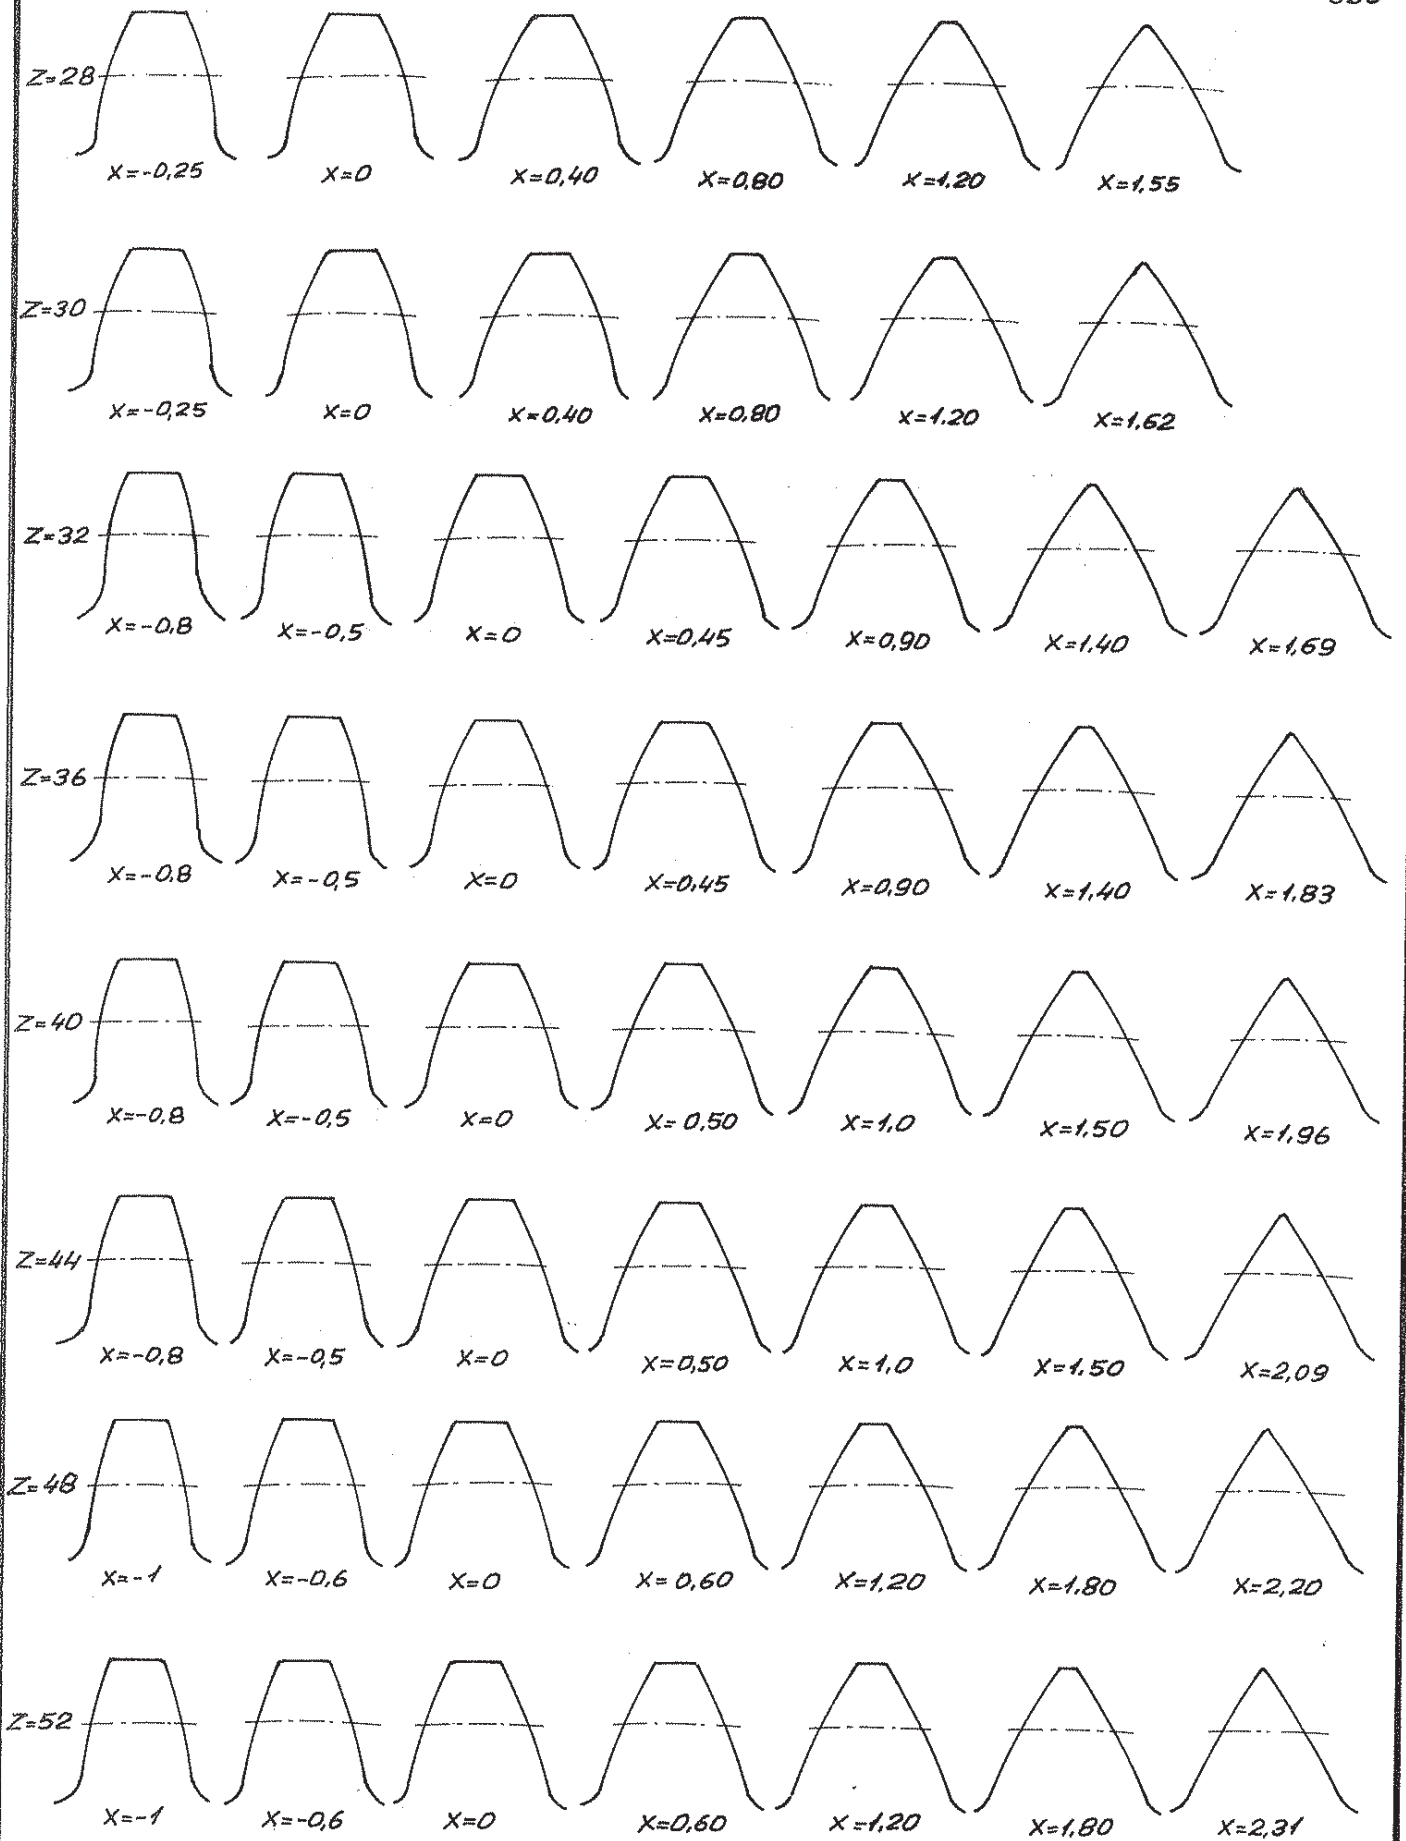 Z=28
X=-0,25 X=0 X=0,40 X=0,80 X=1,20 X=1,55
Z=30
X=-0,25 X=0 X=0,40 X=0,80 X=1.20 X=1,62
Z=32
X=-0,8 X=-0,5 X=0 X=0,45 X=0,90 X=1,40 X=1,69
Z=36
X=-0,8 X=-0,5 X=0 X=0,45 X=0,90 X=1,40 X=1,83
Z=40
X=-0,8 X=-0,5 X=0 X=0,50 X=1,0 X=1,50 X=1,96
Z=44
X=-0,8 X=-0,5 X=0 X=0,50 X=1,0 X=1,50 X=2,09
Z=48
X=-1 X=-0,6 X=0 X=0,60 X=1,20 X=1,80 X=2,20
Z=52
X=-1 X=-0,6 X=0 X=0,60 X=1,20 X=1,80 X=2,31